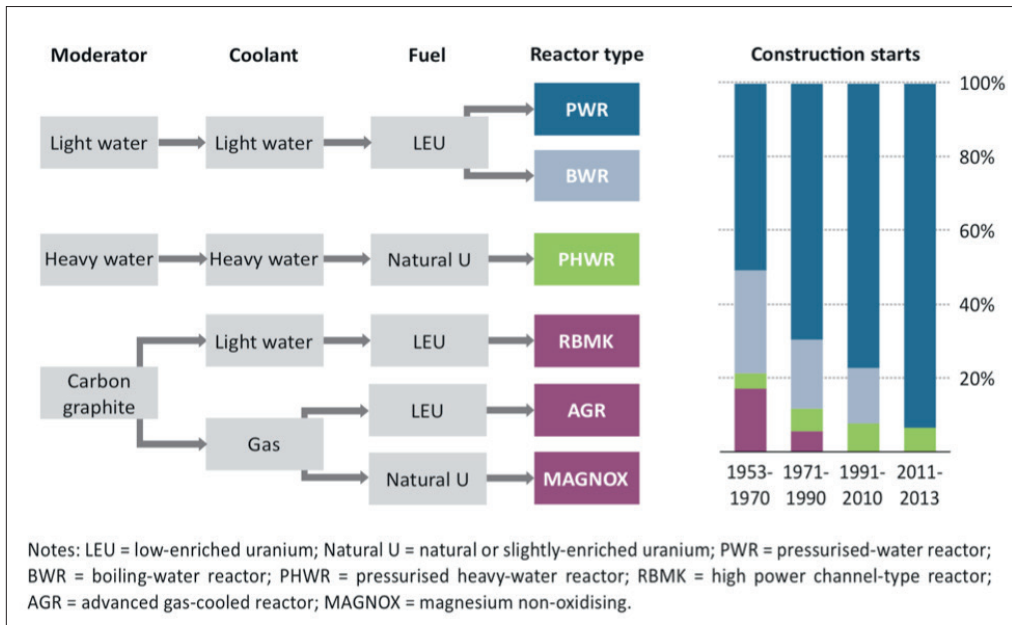 Moderator Coolant Fuel Reactor type Construction starts
Light water Light water LEU PWR
BWR
Heavy water Heavy water Natural U PHWR
Carbon graphite Light water LEU RBMK
Gas LEU AGR
Natural U MAGNOX
100%
80%
60%
40%
20%
1953-1970 1971-1990 1991-2010 2011-2013
Notes: LEU = low-enriched uranium; Natural U = natural or slightly-enriched uranium; PWR = pressurised-water reactor;
BWR = boiling-water reactor; PHWR = pressurised heavy-water reactor; RBMK = high power channel-type reactor;
AGR = advanced gas-cooled reactor; MAGNOX = magnesium non-oxidising.